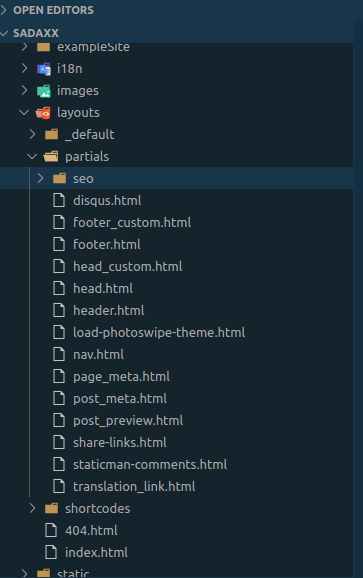 OPEN EDITORS
SADAXX
exampleSite
i18n
images
layouts
_default
partials
seo
disqus.html
footer_custom.html
footer.html
head_custom.html
head.html
header.html
load-photoswipe-theme.html
nav.html
page_meta.html
post_meta.html
post_preview.html
share-links.html
staticman-comments.html
translation_link.html
shortcodes
404.html
index.html
static